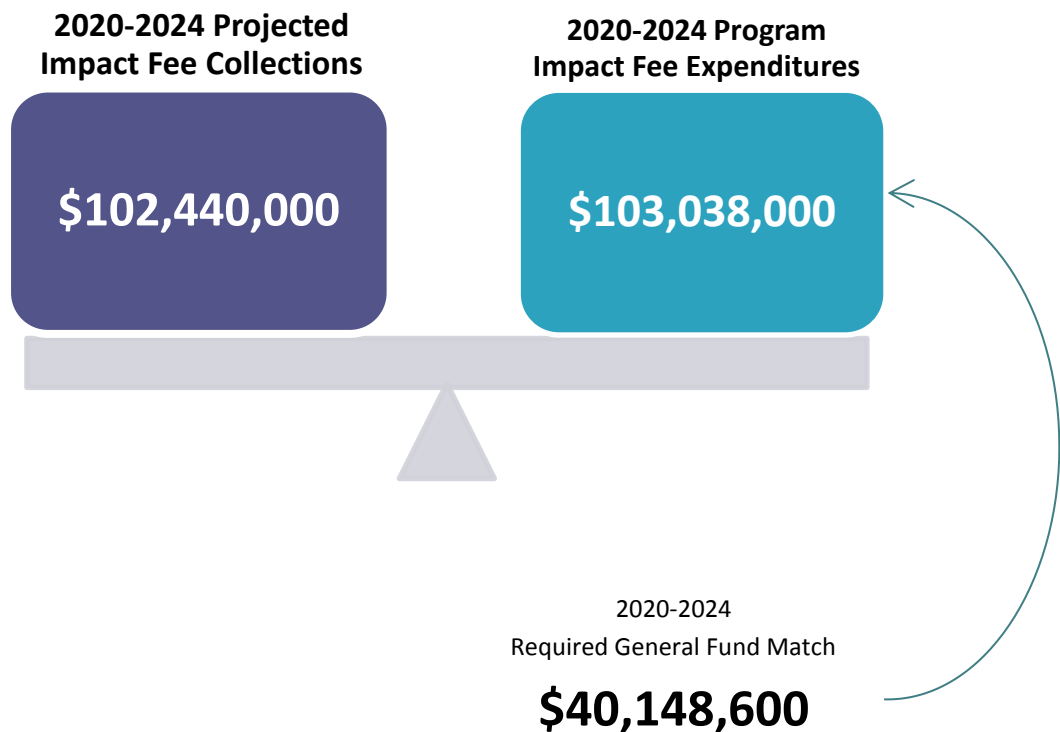 2020-2024 Projected
Impact Fee Collections
$102,440,000
2020-2024 Program
Impact Fee Expenditures
$103,038,000
2020-2024
Required General Fund Match
$40,148,600